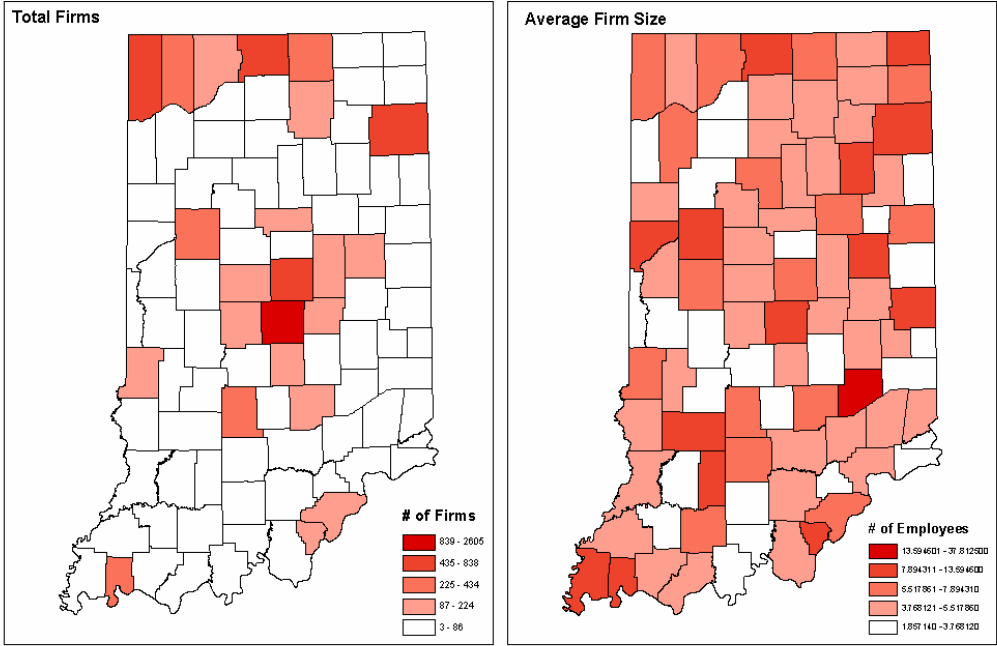 Total Firms
# of Firms
839 - 2605
435 - 838
225 - 434
87 - 224
3 - 86
Average Firm Size
# of Employees
13.594601 - 37.812500
7.894311 - 13.594600
5.517861 - 7.894310
3.768121 - 5.517860
1.857140 - 3.768120